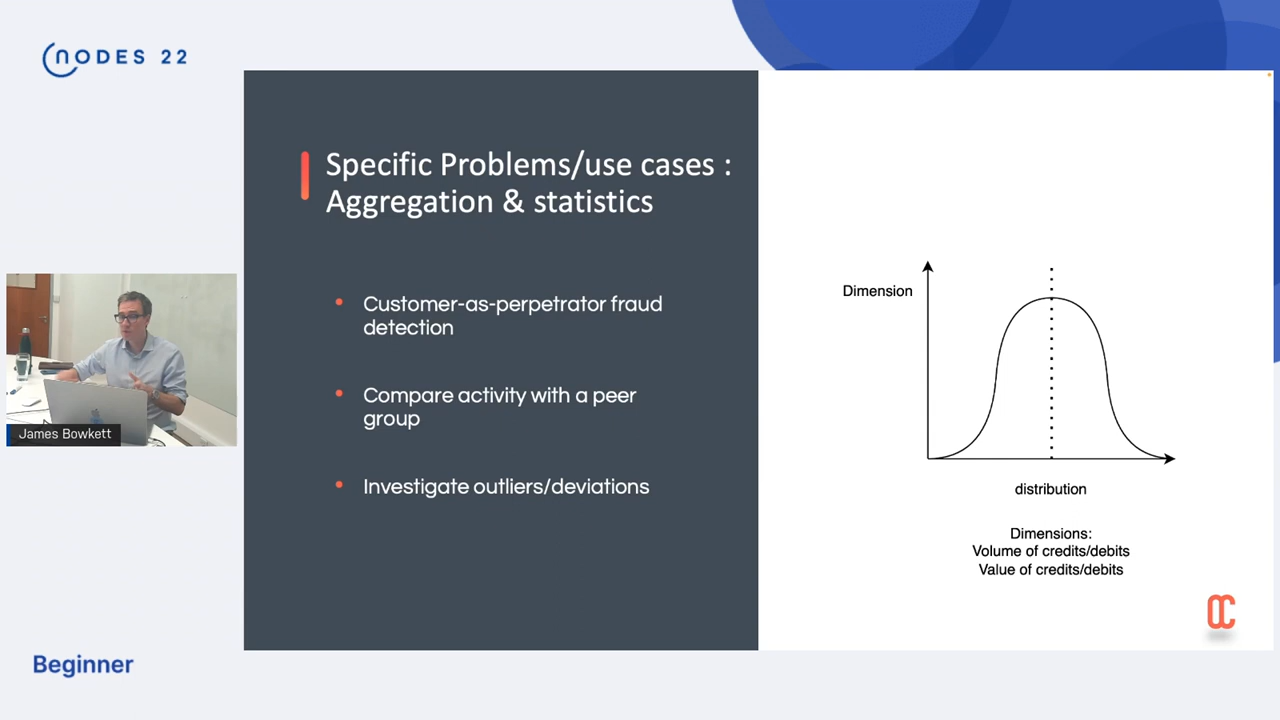 NODES 22
Specific Problems/use cases :
Aggregation & statistics
Customer-as-perpetrator fraud
detection
Compare activity with a peer
group
Investigate outliers/deviations
Dimension
distribution
Dimensions:
Volume of credits/debits
Value of credits/debits
OC
James Bowkett
Beginner